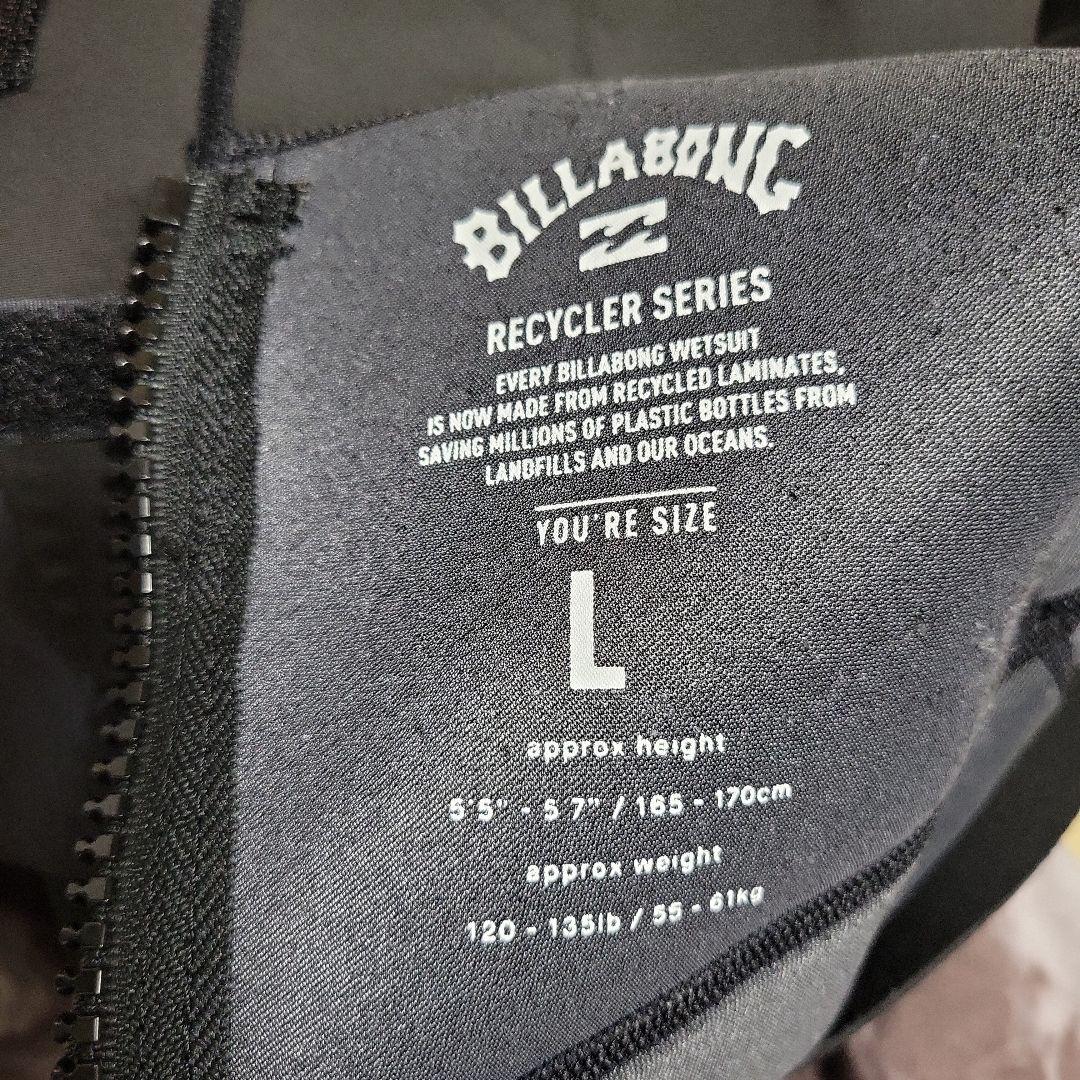 BILLABONG
RECYCLER SERIES
EVERY BILLABONG WETSUIT
IS NOW MADE FROM RECYCLED LAMINATES.
SAVING MILLIONS OF PLASTIC BOTTLES FROM
LANDFILLS AND OUR OCEANS.
YOU'RE SIZE
L
approx height
5'5" - 5'7" / 165 - 170cm
approx weight
120 - 135lb / 55 - 61kg